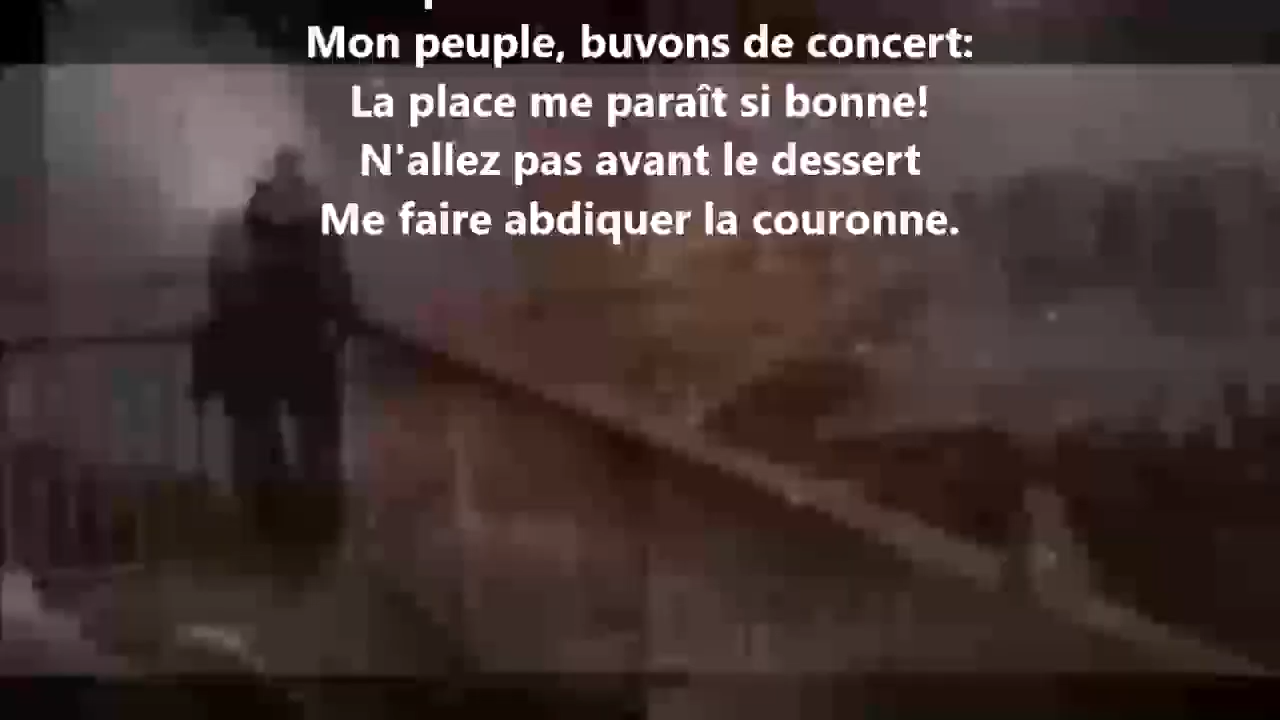 Mon peuple, buvons de concert:
La place me paraît si bonne!
N'allez pas avant le dessert
Me faire abdiquer la couronne.